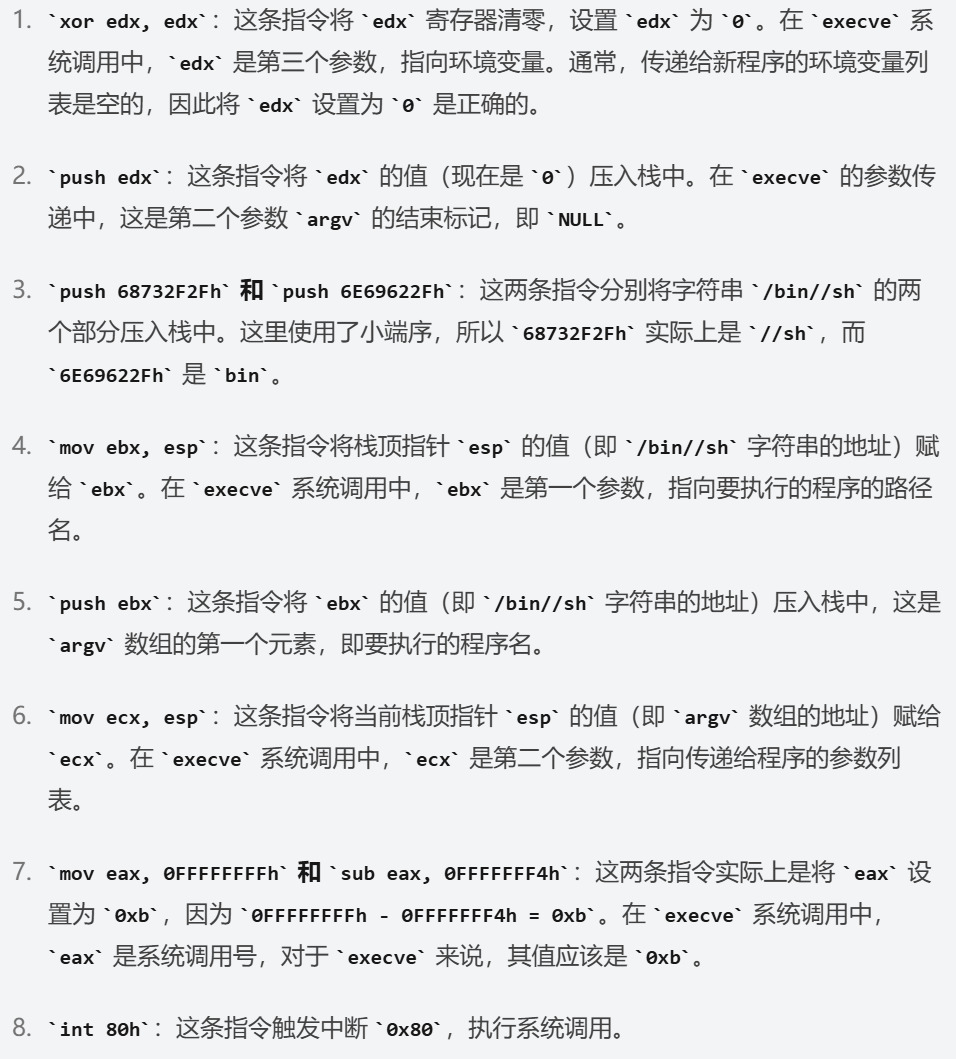 1. `xor edx, edx`：这条指令将 `edx` 寄存器清零，设置 `edx` 为 `0`。在 `execve` 系
统调用中，`edx` 是第三个参数，指向环境变量。通常，传递给新程序的环境变量列
表是空的，因此将 `edx` 设置为 `0` 是正确的。
2. `push edx`：这条指令将 `edx` 的值（现在是 `0`）压入栈中。在 `execve` 的参数传
递中，这是第二个参数 `argv` 的结束标记，即 `NULL`。
3. `push 68732F2Fh` 和 `push 6E69622Fh`：这两条指令分别将字符串 `/bin//sh` 的两
个部分压入栈中。这里使用了小端序，所以 `68732F2Fh` 实际上是 `//sh`，而
`6E69622Fh` 是 `bin`。
4. `mov ebx, esp`：这条指令将栈顶指针 `esp` 的值（即 `/bin//sh` 字符串的地址）赋
给 `ebx`。在 `execve` 系统调用中，`ebx` 是第一个参数，指向要执行的程序的路径
名。
5. `push ebx`：这条指令将 `ebx` 的值（即 `/bin//sh` 字符串的地址）压入栈中，这是
`argv` 数组的第一个元素，即要执行的程序名。
6. `mov ecx, esp`：这条指令将当前栈顶指针 `esp` 的值（即 `argv` 数组的地址）赋给
`ecx`。在 `execve` 系统调用中，`ecx` 是第二个参数，指向传递给程序的参数列
表。
7. `mov eax, 0FFFFFFFFh` 和 `sub eax, 0FFFFFFF4h`：这两条指令实际上是将 `eax` 设
置为 `0xb`，因为 `0FFFFFFFFh - 0FFFFFFF4h = 0xb`。在 `execve` 系统调用中，
`eax` 是系统调用号，对于 `execve` 来说，其值应该是 `0xb`。
8. `int 80h`：这条指令触发中断 `0x80`，执行系统调用。